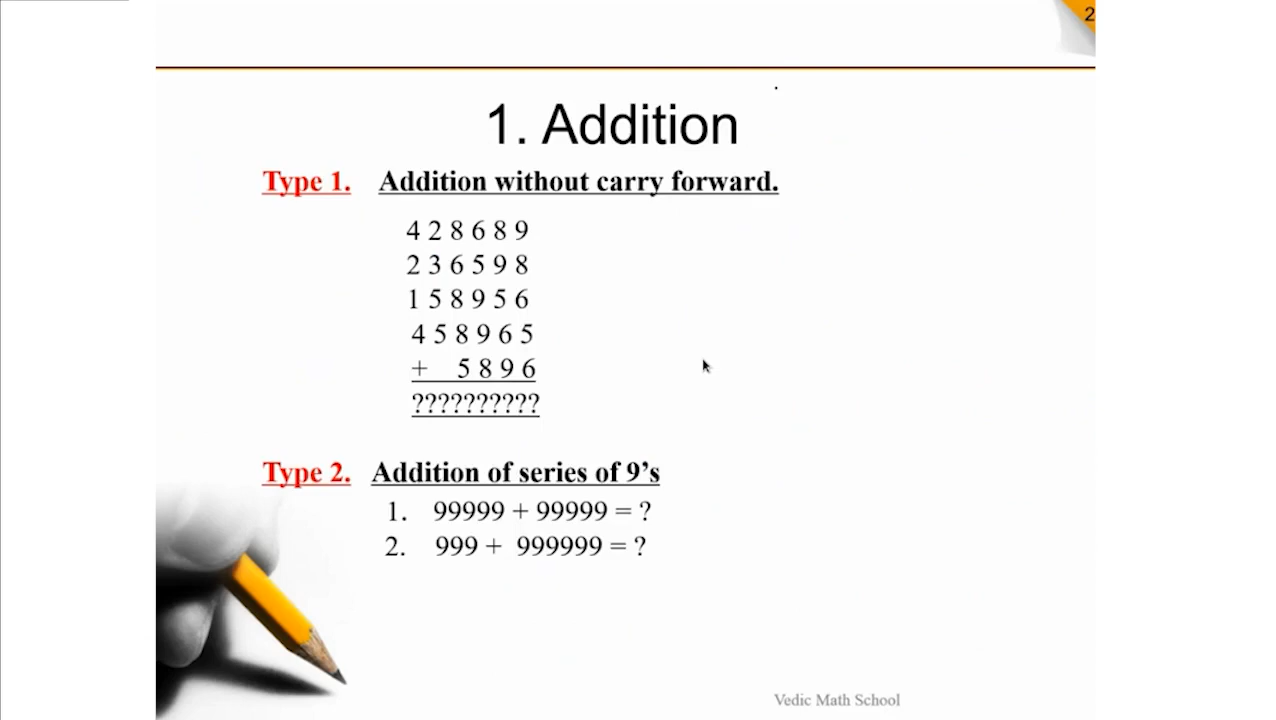 2
1. Addition
Type 1. Addition without carry forward.
4 2 8 6 8 9
2 3 6 5 9 8
1 5 8 9 5 6
4 5 8 9 6 5
+ 5 8 9 6
??????????
Type 2. Addition of series of 9’s
1. 99999 + 99999 = ?
2. 999 + 999999 = ?
Vedic Math School